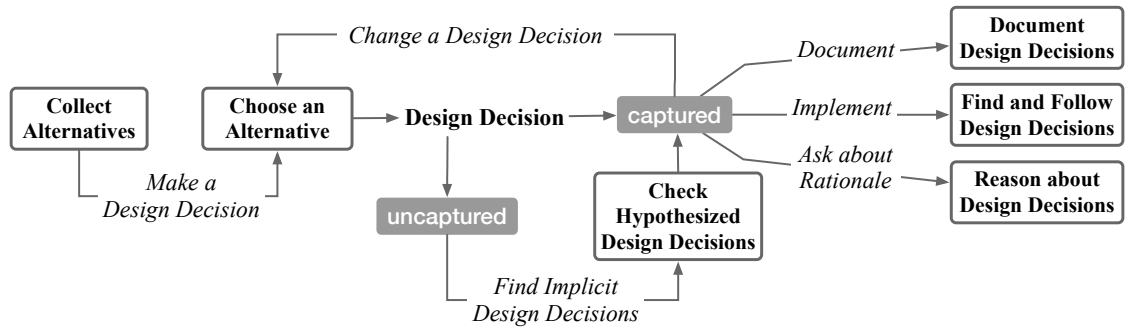 Change a Design Decision
Collect
Alternatives
Choose an
Alternative
Make a
Design Decision
Design Decision
captured
uncaptured
Find Implicit
Design Decisions
Check
Hypothesized
Design Decisions
Document
Implement
Ask about
Rationale
Document
Design Decisions
Find and Follow
Design Decisions
Reason about
Design Decisions